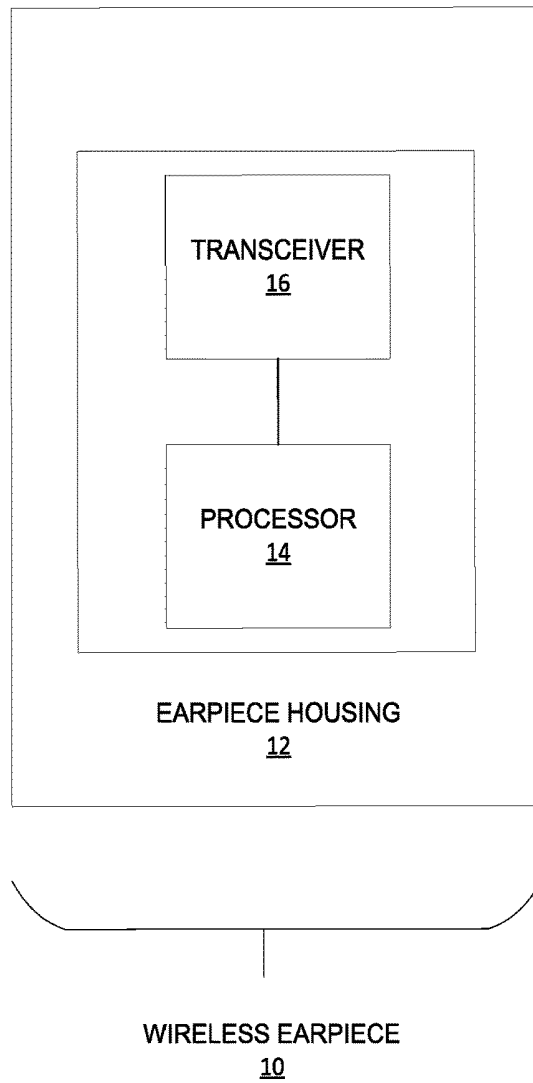 TRANSCEIVER
16
PROCESSOR
14
EARPIECE HOUSING
12
WIRELESS EARPIECE
10